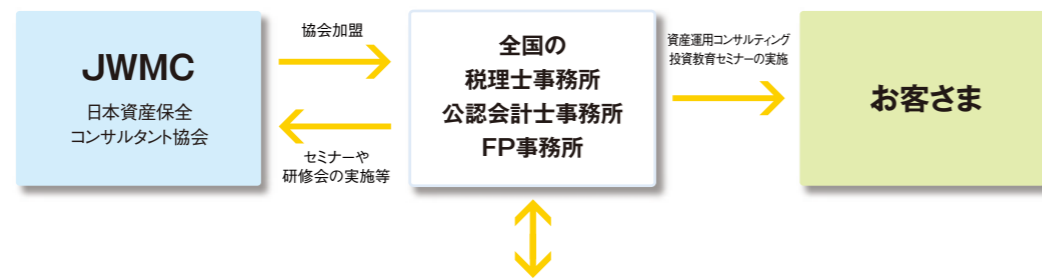 JWMC
日本資産保全
コンサルタント協会
協会加盟
セミナーや
研修会の実施等
全国の
税理士事務所
公認会計士事務所
FP事務所
資産運用コンサルティング
投資教育セミナーの実施
お客さま